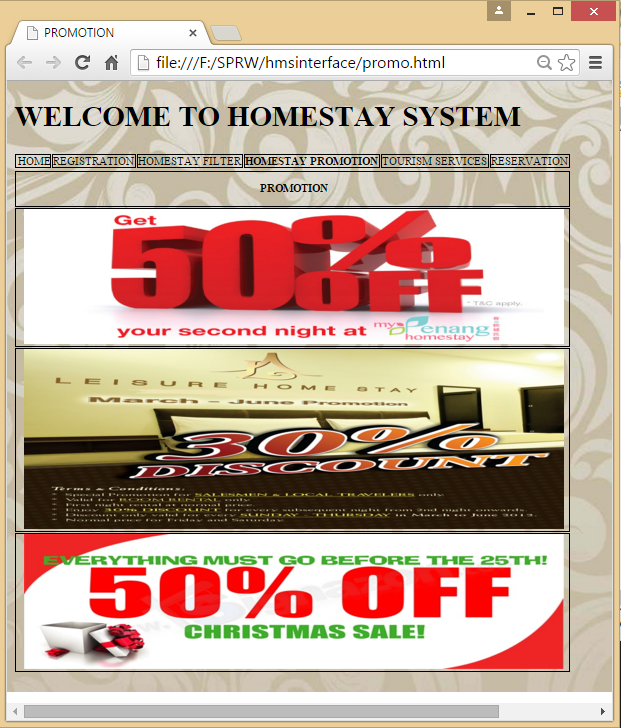 PROMOTION
file:///F:/SPRW/hmsinterface/promo.html
WELCOME TO HOMESTAY SYSTEM
HOME REGISTRATION HOMESTAY FILTER HOMESTAY PROMOTION TOURISM SERVICES RESERVATION
PROMOTION
Get
50% OFF
* T&C apply.
your second night at my Penang homestay
LEISURE HOME STAY
March - June Promotion
30%
DISCOUNT
Terms & Conditions:
* Special Promotion for SALESMEN & LOCAL TRAVELERS only
* Valid for ROOM RENTAL only
* First night rental at normal price
* Enjoy 30% DISCOUNT for every subsequent night from 2nd night onwards.
* Discount only valid for every SUNDAY - THURSDAY in March to June 2013.
* Normal price for Friday and Saturday
EVERYTHING MUST GO BEFORE THE 25TH!
50% OFF
CHRISTMAS SALE!